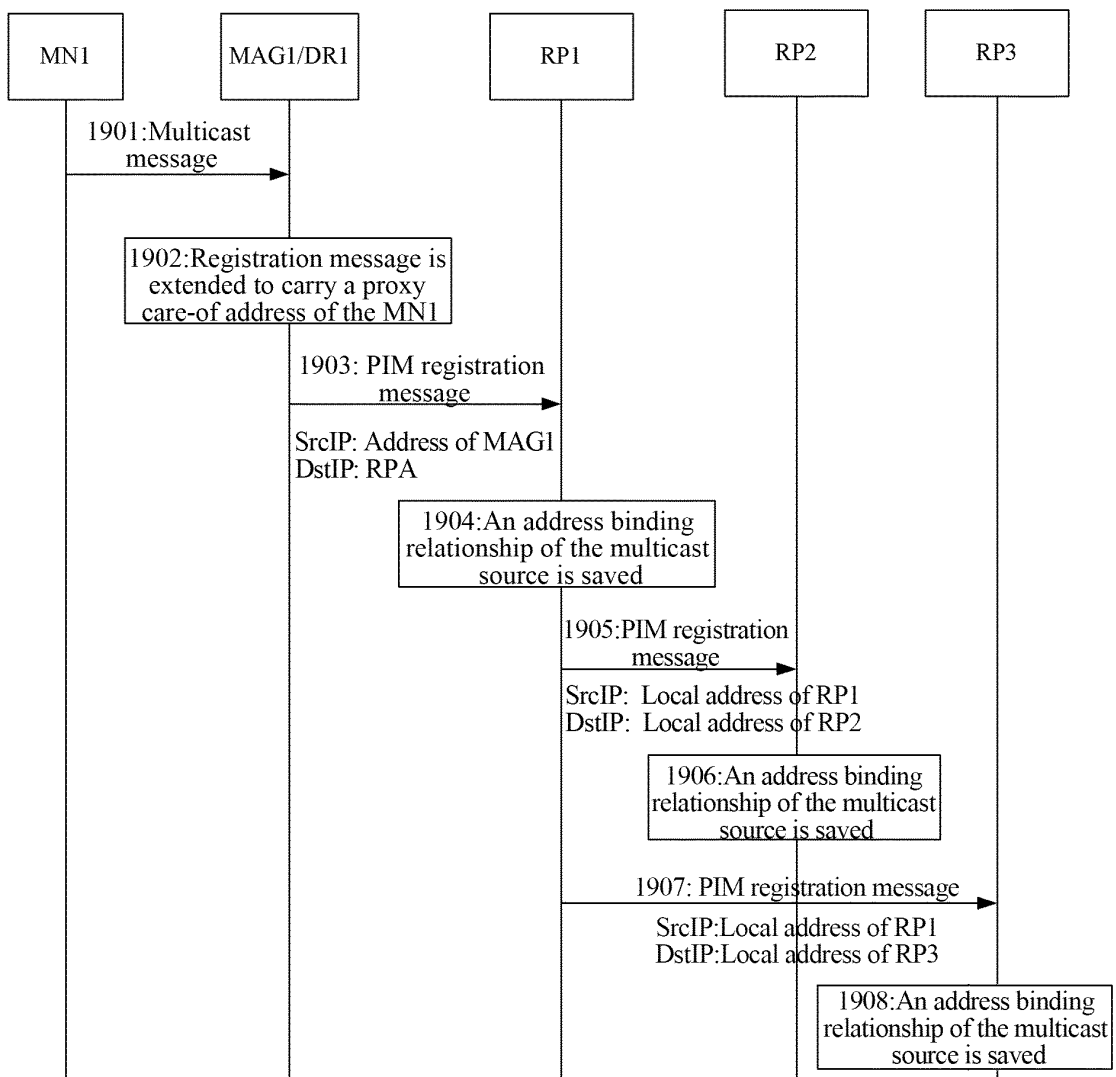 MN1
MAG1/DR1
RP1
RP2
RP3
1901:Multicast
message
1902:Registration message is
extended to carry a proxy
care-of address of the MN1
1903: PIM registration
message
SrcIP: Address of MAG1
DstIP: RPA
1904:An address binding
relationship of the multicast
source is saved
1905:PIM registration
message
SrcIP: Local address of RP1
DstIP: Local address of RP2
1906:An address binding
relationship of the multicast
source is saved
1907: PIM registration message
SrcIP:Local address of RP1
DstIP:Local address of RP3
1908:An address binding
relationship of the multicast
source is saved